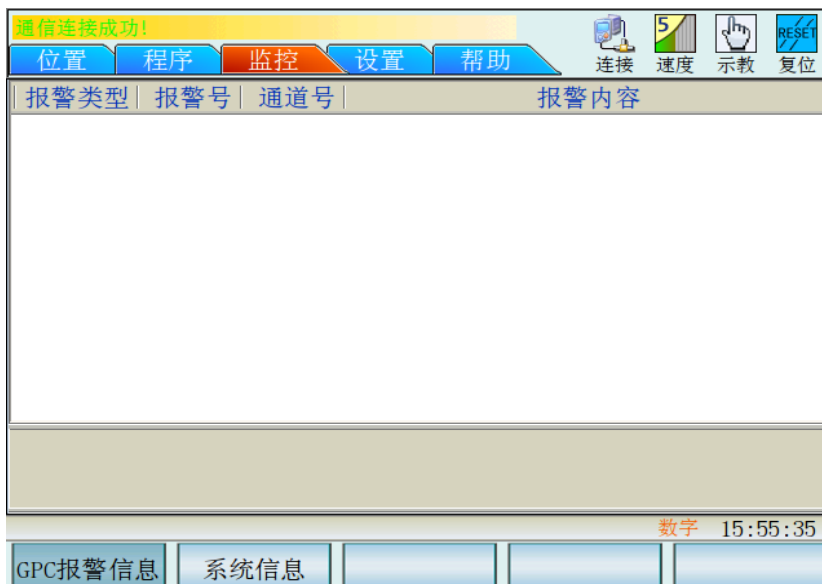 通信连接成功!
位置 程序 监控 设置 帮助
5 RESET
连接 速度 示教 复位
报警类型 报警号 通道号 报警内容
数字 15:55:35
GPC报警信息 系统信息